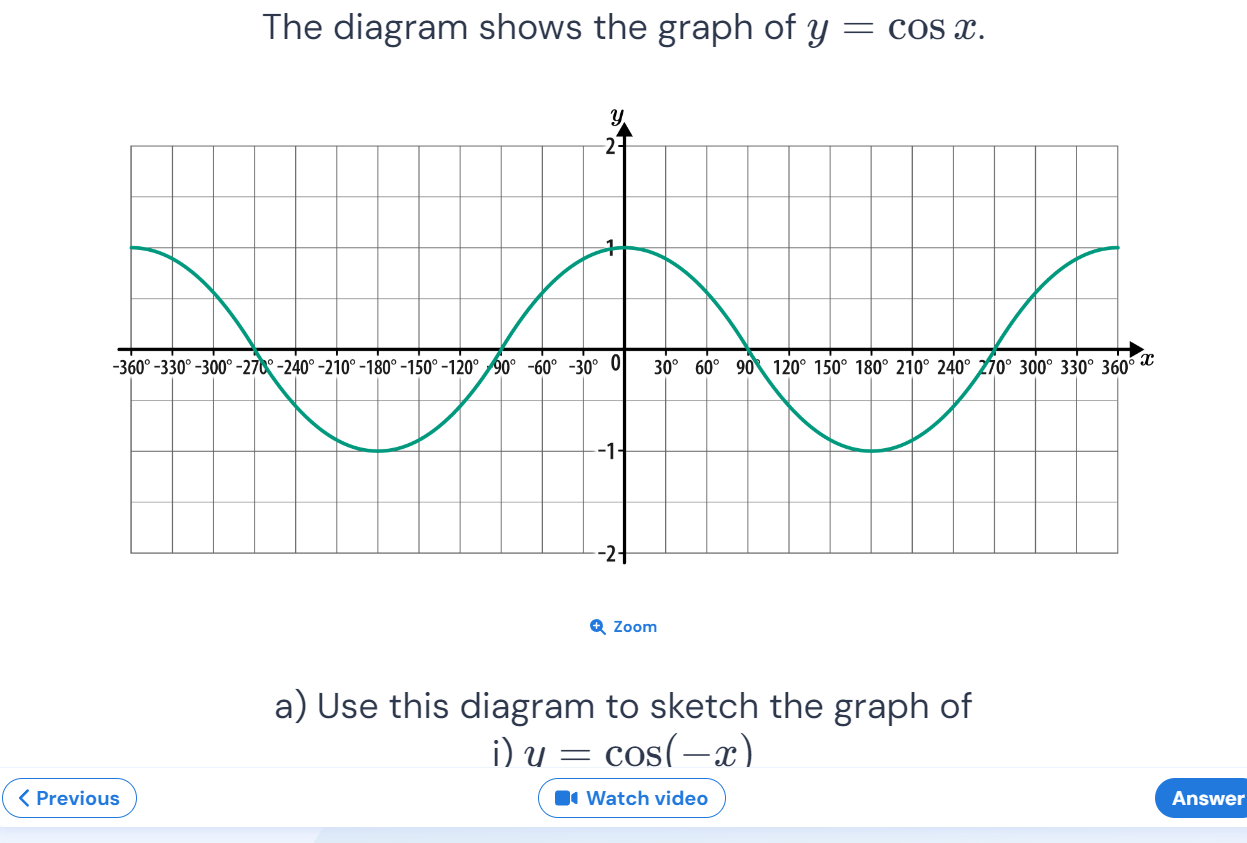 The diagram shows the graph of y = cos x.
y
2
1
-360° -330° -300° -270° -240° -210° -180° -150° -120° -90° -60° -30° 0 30° 60° 90° 120° 150° 180° 210° 240° 270° 300° 330° 360° x
-1
-2
Zoom
a) Use this diagram to sketch the graph of
i) y = cos(−x)
Previous Watch video Answer